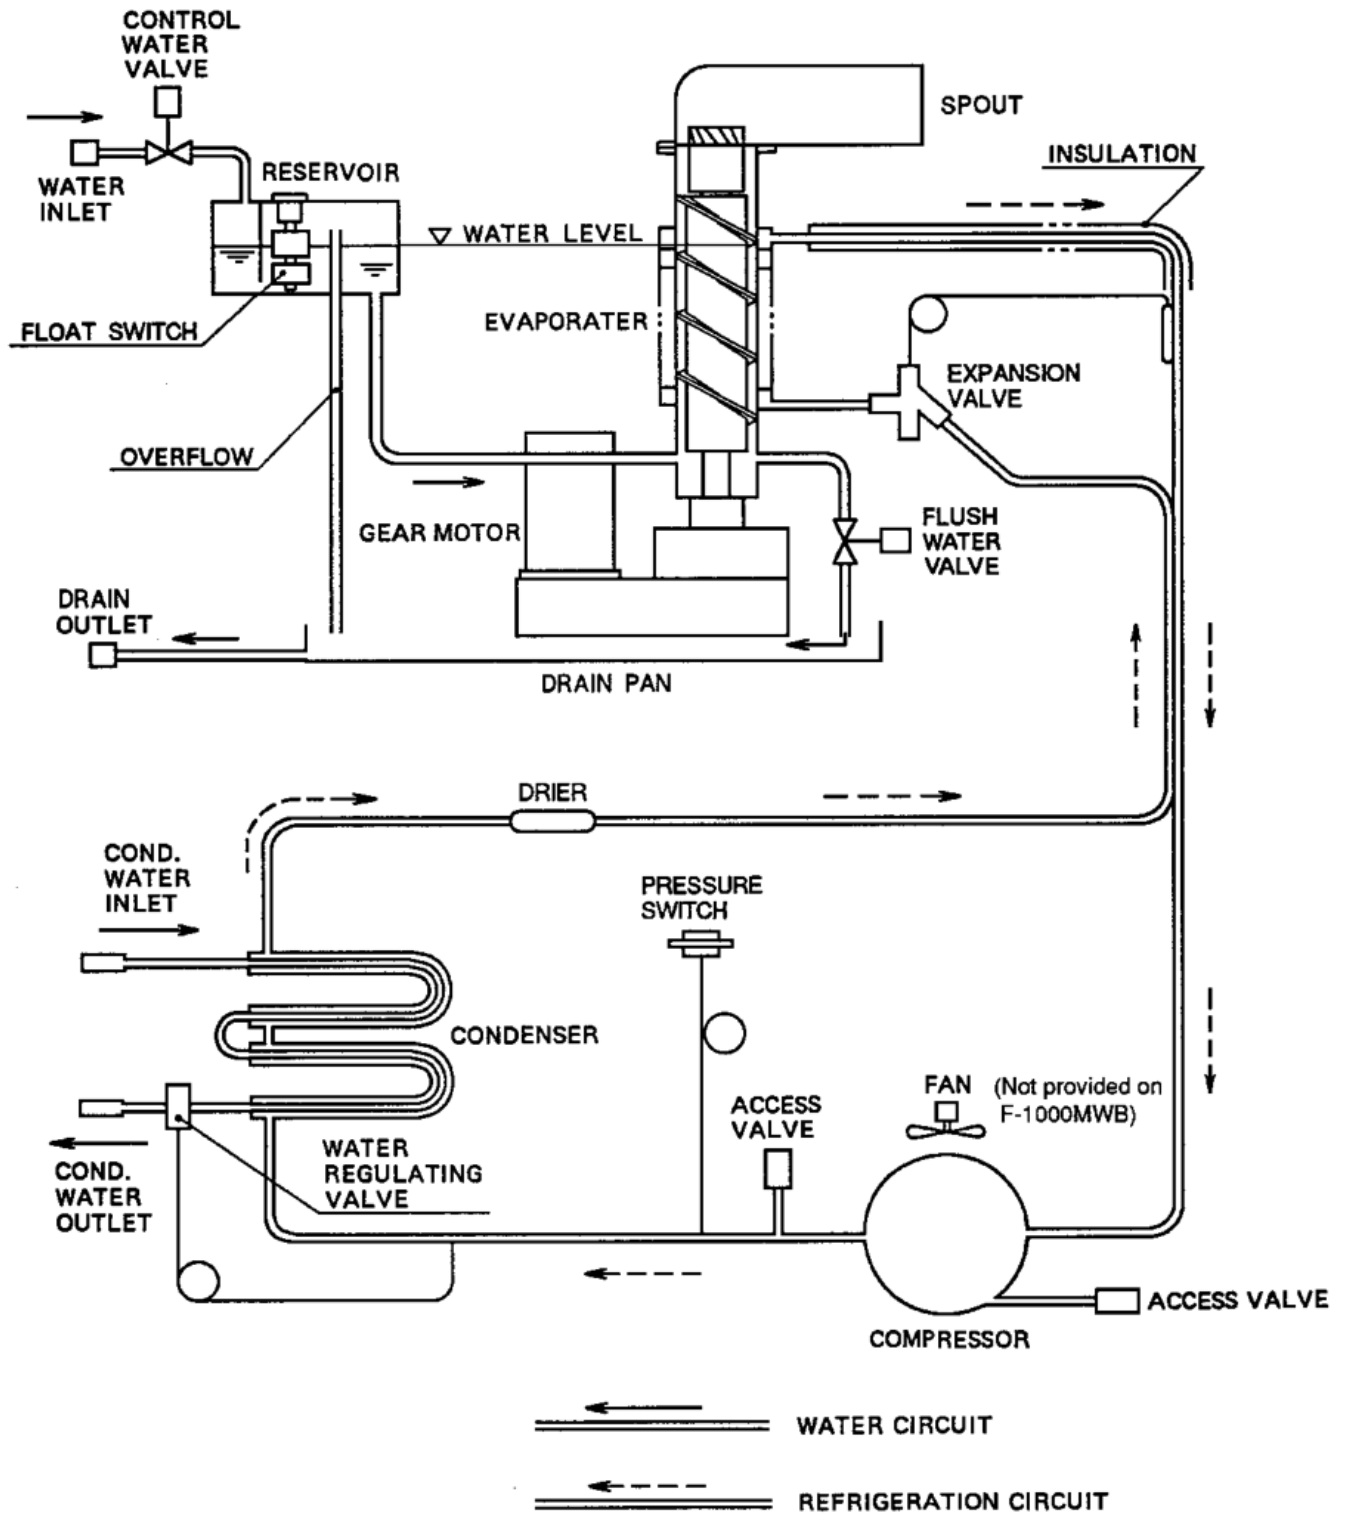 CONTROL
WATER
VALVE
SPOUT
INSULATION
RESERVOIR
WATER
INLET
WATER LEVEL
FLOAT SWITCH
EVAPORATER
EXPANSION
VALVE
OVERFLOW
GEAR MOTOR
FLUSH
WATER
VALVE
DRAIN
OUTLET
DRAIN PAN
DRIER
COND.
WATER
INLET
PRESSURE
SWITCH
CONDENSER
FAN (Not provided on
F-1000MWB)
ACCESS
VALVE
WATER
REGULATING
VALVE
COND.
WATER
OUTLET
ACCESS VALVE
COMPRESSOR
WATER CIRCUIT
REFRIGERATION CIRCUIT